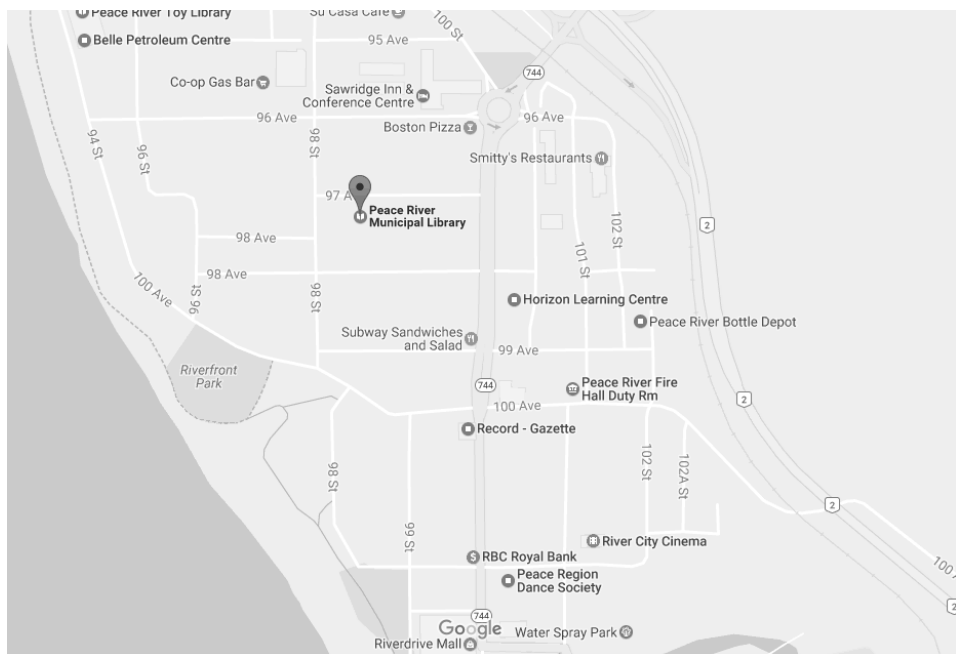 Peace River Toy Library
Su Casa Cafe
100 St
Belle Petroleum Centre
95 Ave
744
Co-op Gas Bar
Sawridge Inn &
Conference Centre
96 Ave
Boston Pizza
96 Ave
94 St
96 St
98 St
Smitty's Restaurants
97 A
Peace River
Municipal Library
102 St
2
98 Ave
101 St
98 Ave
100 Ave
96 St
98 St
Horizon Learning Centre
Peace River Bottle Depot
Subway Sandwiches
and Salad
99 Ave
Riverfront
Park
744
Peace River Fire
Hall Duty Rm
2
100 Ave
Record - Gazette
98 St
102 St
102A St
2
99 St
River City Cinema
RBC Royal Bank
100 A
Peace Region
Dance Society
2
744
Google
Water Spray Park
Riverdrive Mall